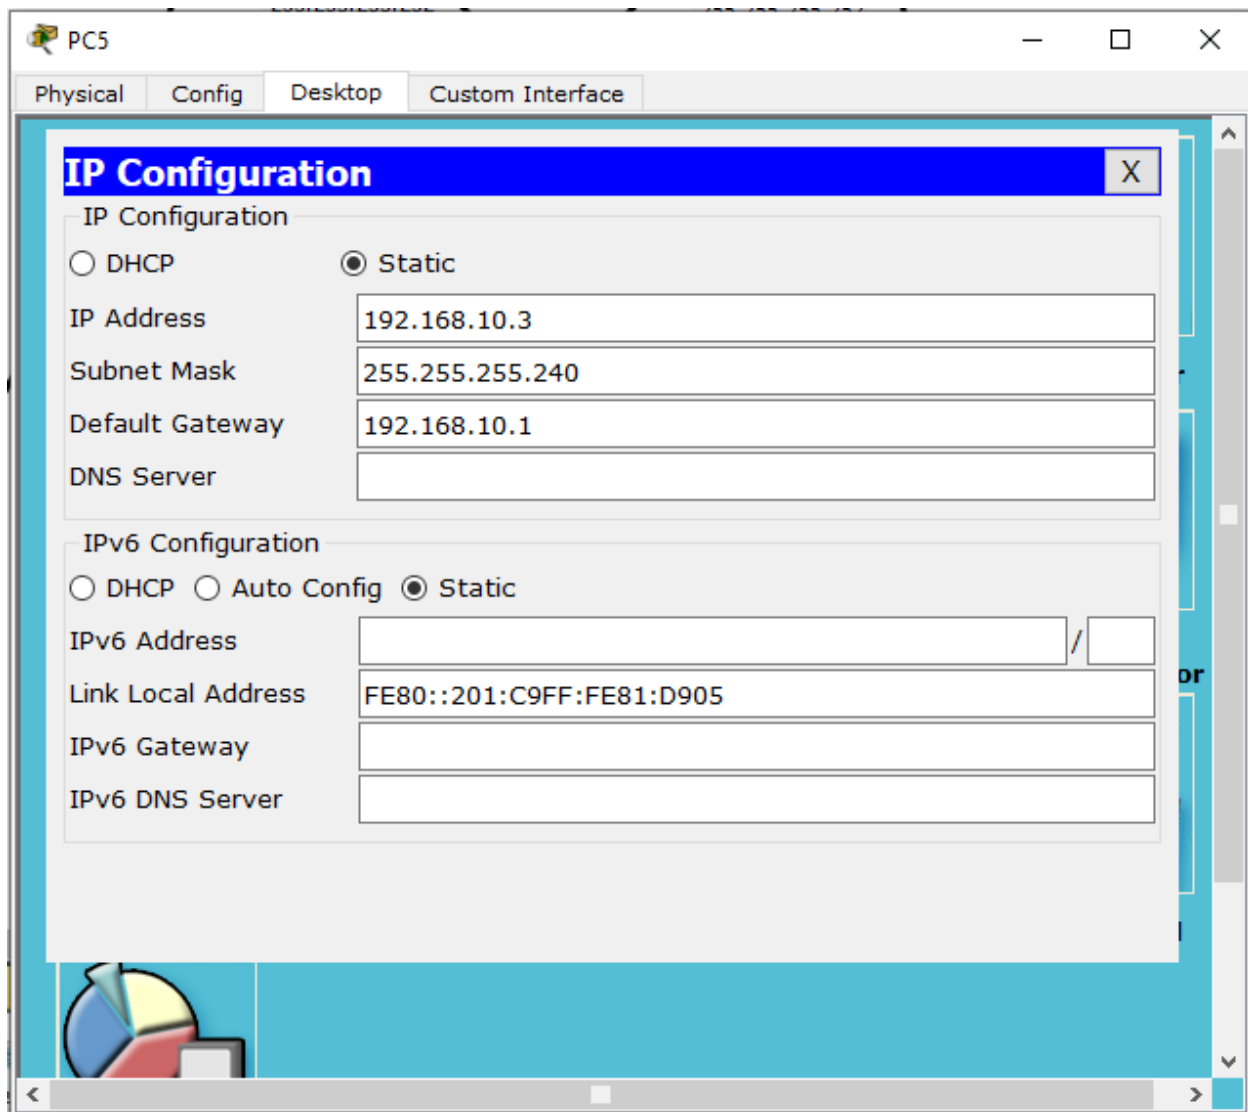 PC5
Physical Config Desktop Custom Interface
IP Configuration X
IP Configuration
DHCP Static
IP Address 192.168.10.3
Subnet Mask 255.255.255.240
Default Gateway 192.168.10.1
DNS Server
IPv6 Configuration
DHCP Auto Config Static
IPv6 Address /
Link Local Address FE80::201:C9FF:FE81:D905
IPv6 Gateway
IPv6 DNS Server